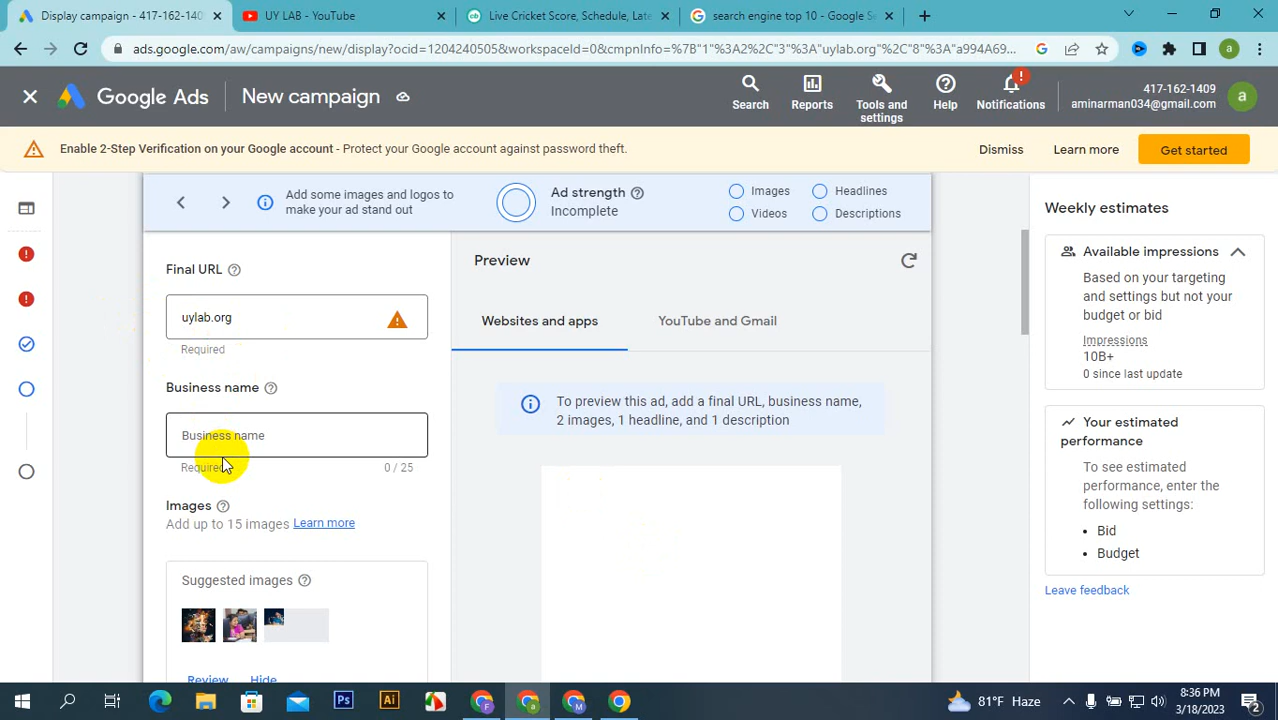 Display campaign - 417-162-140
UY LAB - YouTube
Live Cricket Score, Schedule, Late
search engine top 10 - Google Se
ads.google.com/aw/campaigns/new/display?ocid=1204240505&workspaceId=0&cmpnInfo=%7B"1"%3A2%2C"3"%3A"uylab.org"%2C"8"%3A"a994A69...
a
Google Ads
New campaign
Search
Reports
Tools and
settings
Help
Notifications
417-162-1409
aminarman034@gmail.com
a
Enable 2-Step Verification on your Google account - Protect your Google account against password theft.
Dismiss
Learn more
Get started
Add some images and logos to
make your ad stand out
Ad strength
Incomplete
Images
Headlines
Videos
Descriptions
Final URL
uylab.org
Required
Business name
Business name
Required
0 / 25
Images
Add up to 15 images Learn more
Suggested images
Review
Hide
Preview
Websites and apps
YouTube and Gmail
To preview this ad, add a final URL, business name,
2 images, 1 headline, and 1 description
Weekly estimates
Available impressions
Based on your targeting
and settings but not your
budget or bid
Impressions
10B+
0 since last update
Your estimated
performance
To see estimated
performance, enter the
following settings:
• Bid
• Budget
Leave feedback
Ps
Ai
F
a
M
81°F Haze
8:36 PM
3/18/2023
2